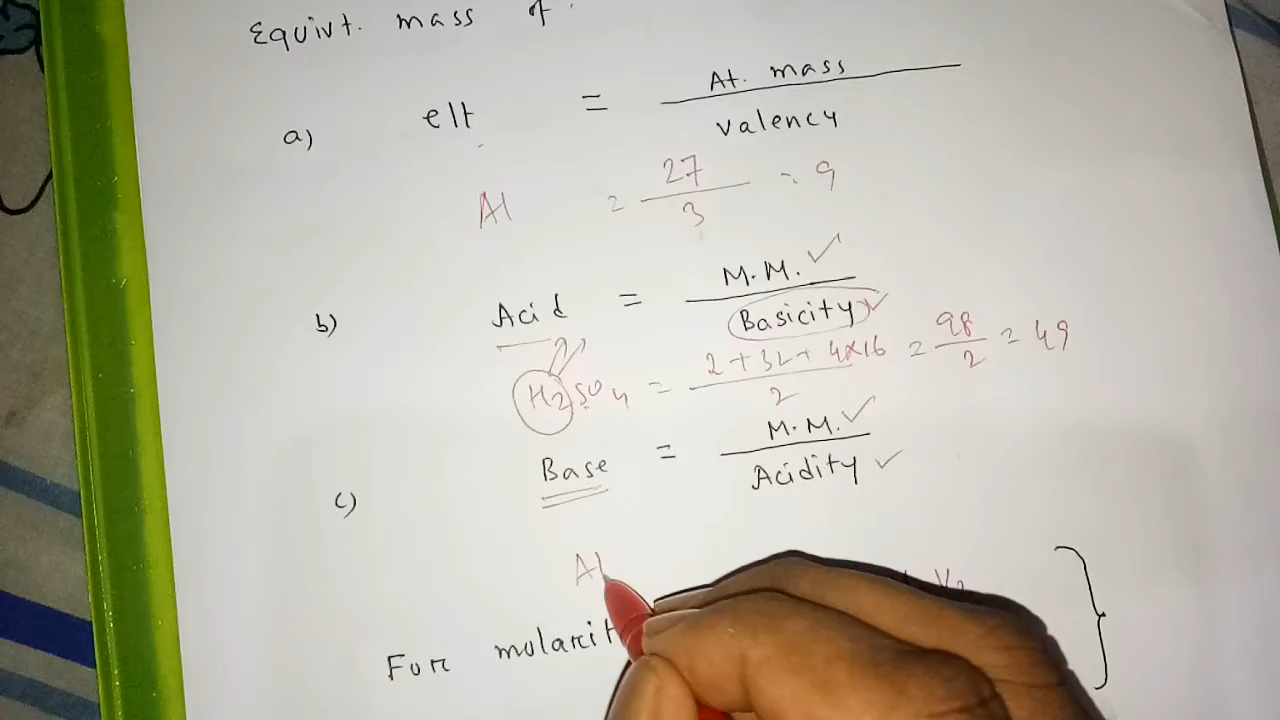 Equivt. mass of
a) elt = At. mass / valency
Al = 27 / 3 = 9
b) Acid = M.M. ✓ / Basicity ✓
H2SO4 = 2 + 32 + 4x16 / 2 = 98 / 2 = 49
c) Base = M.M. ✓ / Acidity ✓
Al
For molarit